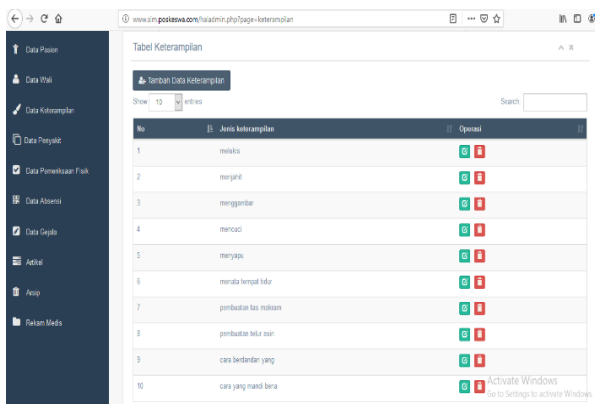 www.sim.poskeswa.com/haladmin.php?page=keterampilan
Data Pasien
Data Wali
Data Keterampilan
Data Penyakit
Data Pemeriksaan Fisik
Data Absensi
Data Gejala
Artikel
Arsip
Rekam Medis
Tabel Keterampilan
Tambah Data Keterampilan
Show 10 entries
Search:
No Jenis keterampilan Operasi
1 melukis
2 menjahit
3 menggambar
4 mencuci
5 menyapu
6 menata tempat tidur
7 pembuatan tas makram
8 pembuatan telur asin
9 cara berdandan yang
10 cara yang mandi bena
Activate Windows
Go to Settings to activate Windows.